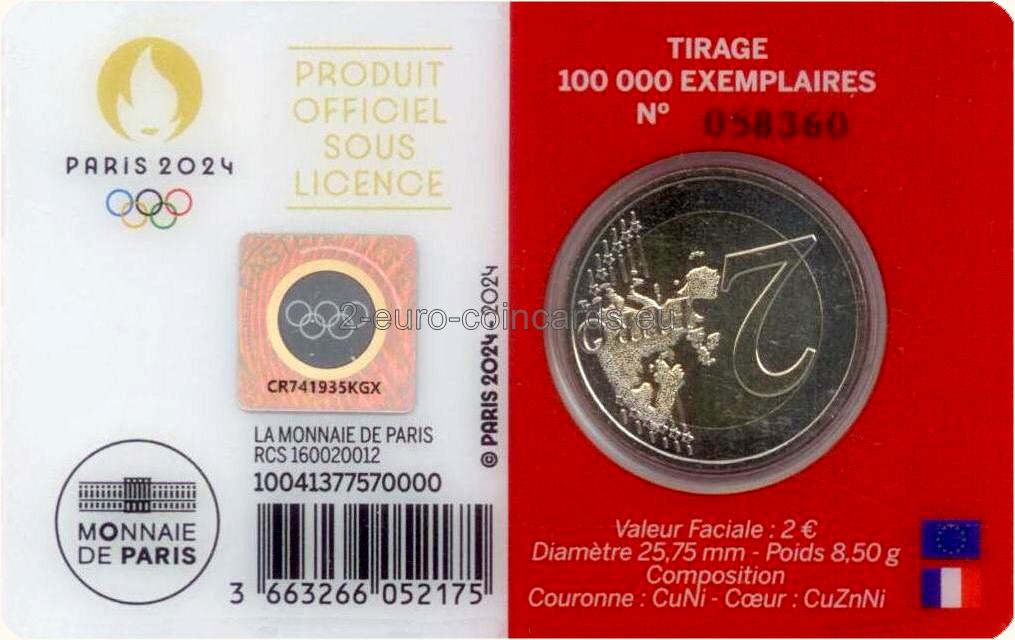 PARIS 2024
PRODUIT
OFFICIEL
SOUS
LICENCE
CR741935KGX
LA MONNAIE DE PARIS
RCS 160020012
10041377570000
3 663266 052175
MONNAIE
DE PARIS
© PARIS 2024 - 2024
TIRAGE
100 000 EXEMPLAIRES
Nº 058360
2
2-euro-coincards.eu
Valeur Faciale : 2 €
Diamètre 25,75 mm - Poids 8,50 g
Composition
Couronne : CuNi - Cœur : CuZnNi